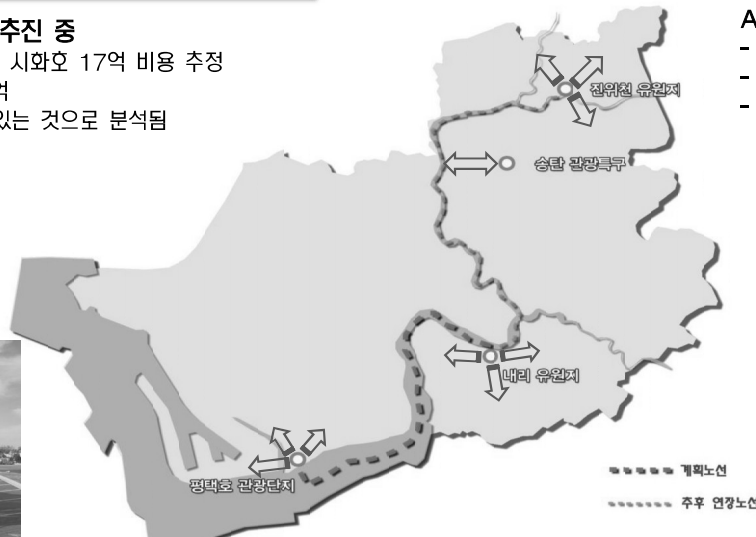 추진 중
시화호 17억 비용 추정
억
있는 것으로 분석됨
A
-
-
-
진위천 유원지
송탄 관광특구
내리 유원지
평택호 관광단지
계획노선
추후 연장노선